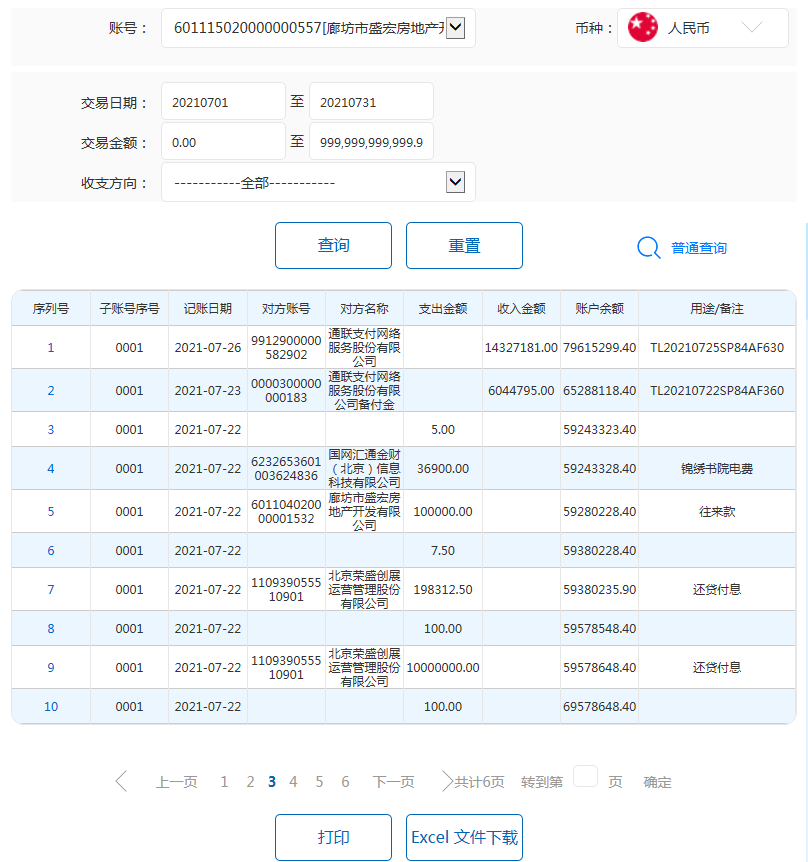 账号： 601115020000000557[廊坊市盛宏房地产开 币种： 人民币
交易日期： 20210701 至 20210731
交易金额： 0.00 至 999,999,999,999.9
收支方向： -----------全部-----------
查询 重置 普通查询
序列号 子账号序号 记账日期 对方账号 对方名称 支出金额 收入金额 账户余额 用途/备注
1 0001 2021-07-26 9912900000582902 通联支付网络服务股份有限公司 14327181.00 79615299.40 TL20210725SP84AF630
2 0001 2021-07-23 0000300000000183 通联支付网络服务股份有限公司备付金 6044795.00 65288118.40 TL20210722SP84AF360
3 0001 2021-07-22 5.00 59243323.40
4 0001 2021-07-22 6232653601003624836 国网汇通金财（北京）信息科技有限公司 36900.00 59243328.40 锦绣书院电费
5 0001 2021-07-22 601104020000001532 廊坊市盛宏房地产开发有限公司 100000.00 59280228.40 往来款
6 0001 2021-07-22 7.50 59380228.40
7 0001 2021-07-22 110939055510901 北京荣盛创展运营管理股份有限公司 198312.50 59380235.90 还贷付息
8 0001 2021-07-22 100.00 59578548.40
9 0001 2021-07-22 110939055510901 北京荣盛创展运营管理股份有限公司 10000000.00 59578648.40 还贷付息
10 0001 2021-07-22 100.00 69578648.40
上一页 1 2 3 4 5 6 下一页 共计6页 转到第 页 确定
打印 Excel 文件下载